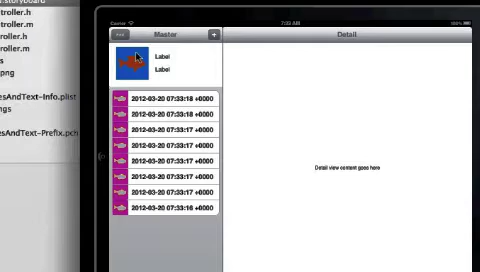 storyboard
troller.h
troller.m
troller.h
troller.m
s
png
esAndText-Info.plist
ngs
esAndText-Prefix.pch
Carrier
7:33 AM
100%
Master
+
Detail
Label
Label
2012-03-20 07:33:18 +0000
2012-03-20 07:33:18 +0000
2012-03-20 07:33:17 +0000
2012-03-20 07:33:17 +0000
2012-03-20 07:33:17 +0000
2012-03-20 07:33:17 +0000
2012-03-20 07:33:17 +0000
2012-03-20 07:33:16 +0000
Detail view content goes here